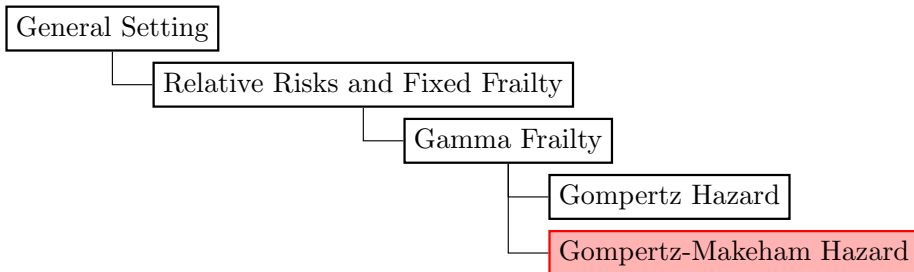 General Setting
Relative Risks and Fixed Frailty
Gamma Frailty
Gompertz Hazard
Gompertz-Makeham Hazard